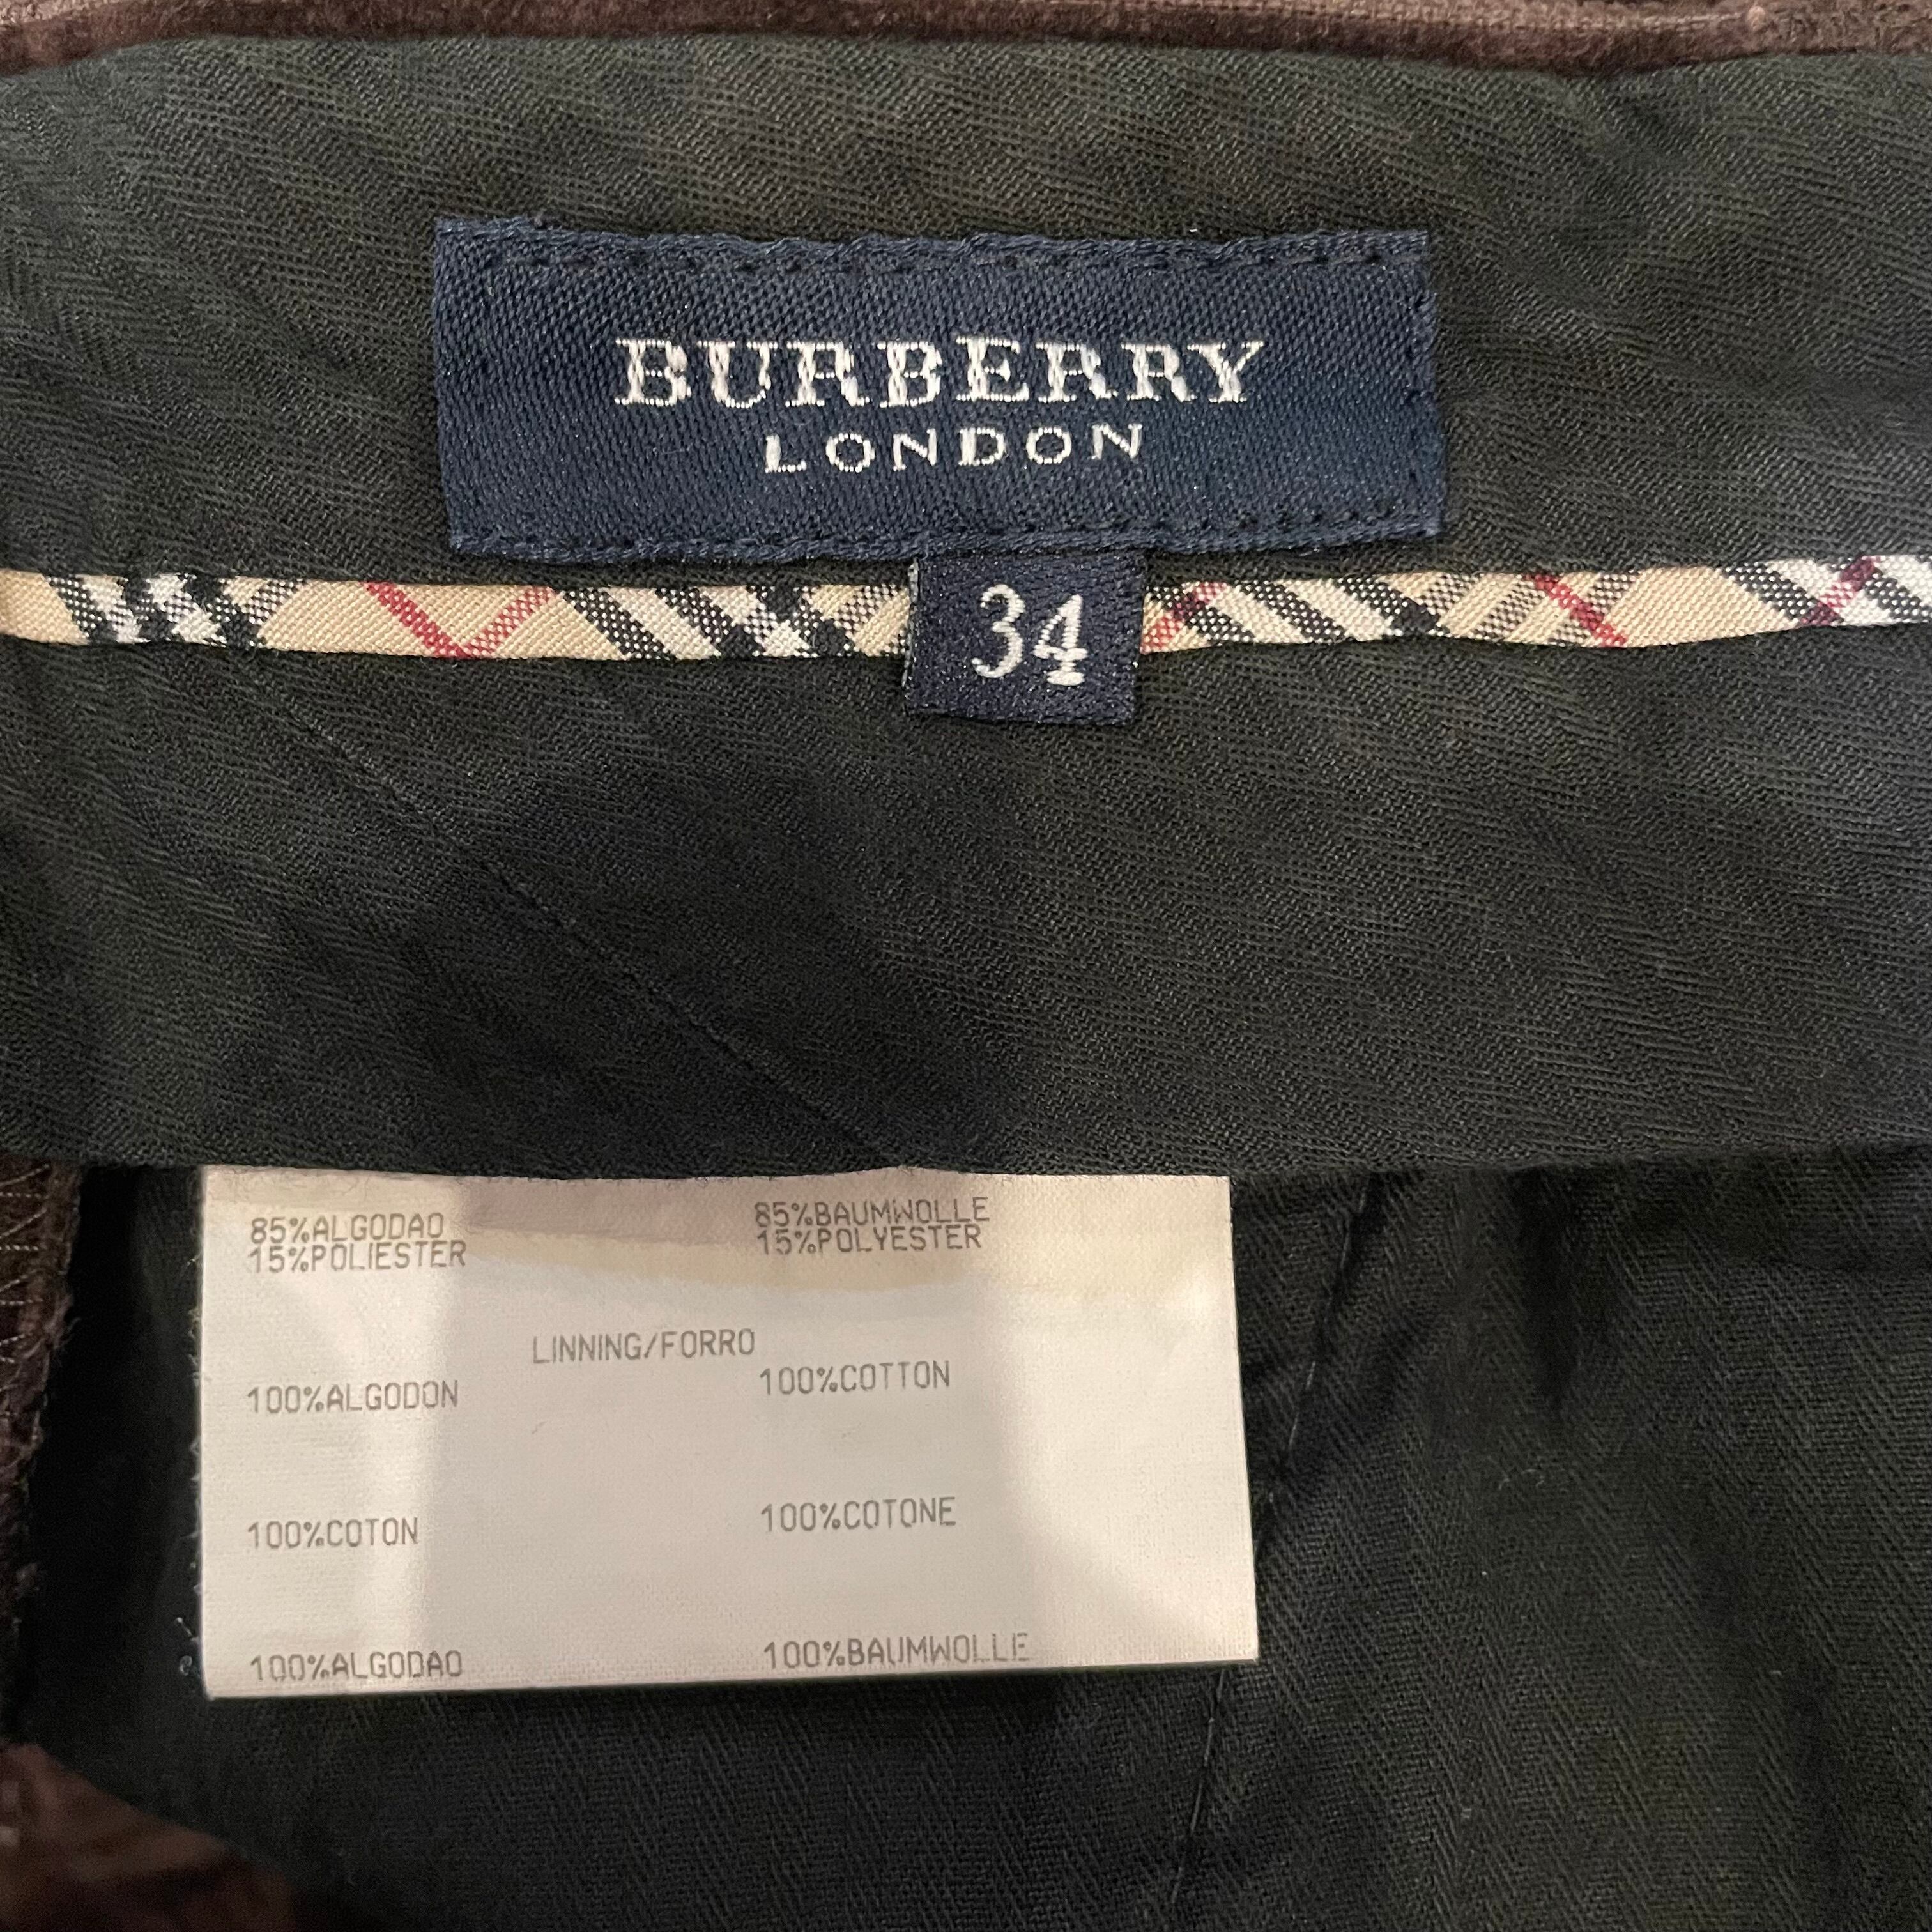 BURBERRY
LONDON
34
85%ALGODAO 85%BAUMWOLLE
15%POLIESTER 15%POLYESTER
LINNING/FORRO
100%ALGODON 100%COTTON
100%COTON 100%COTONE
100%ALGODAO 100%BAUMWOLLE